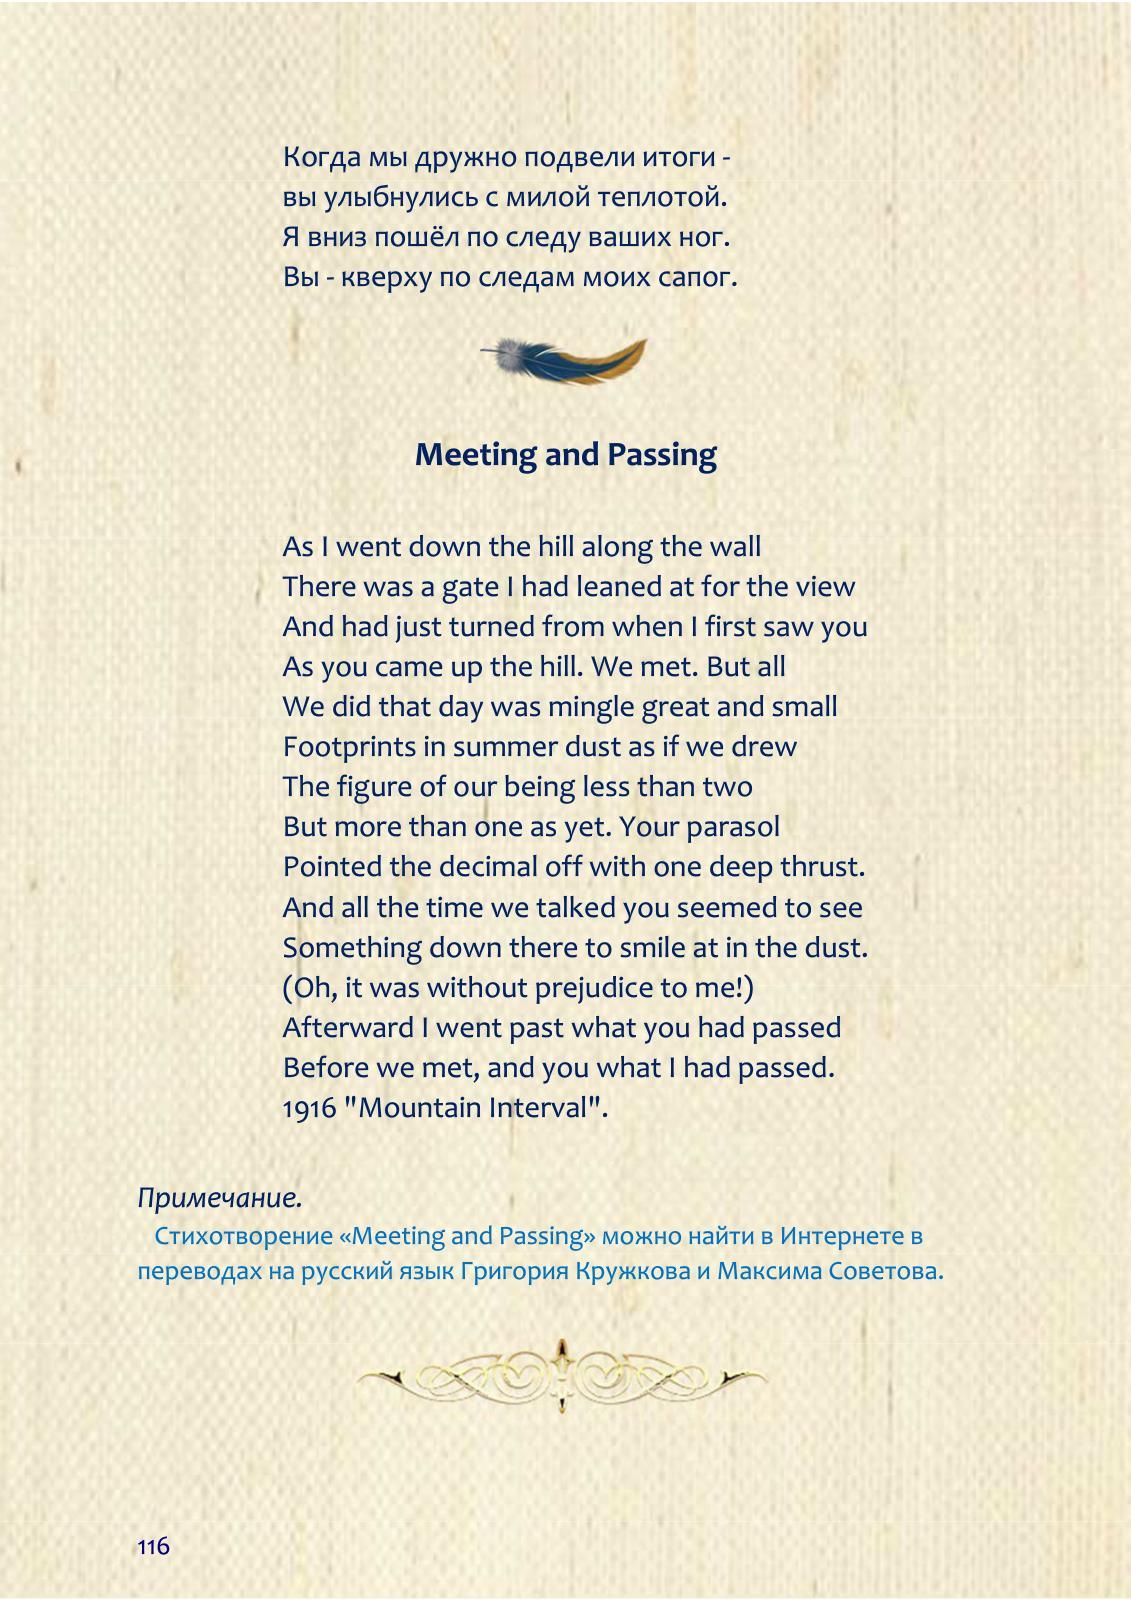 Когда мы дружно подвели итоги -
вы улыбнулись с милой теплотой.
Я вниз пошёл по следу ваших ног.
Вы - кверху по следам моих сапог.
Meeting and Passing
As I went down the hill along the wall
There was a gate I had leaned at for the view
And had just turned from when I first saw you
As you came up the hill. We met. But all
We did that day was mingle great and small
Footprints in summer dust as if we drew
The figure of our being less than two
But more than one as yet. Your parasol
Pointed the decimal off with one deep thrust.
And all the time we talked you seemed to see
Something down there to smile at in the dust.
(Oh, it was without prejudice to me!)
Afterward I went past what you had passed
Before we met, and you what I had passed.
1916 "Mountain Interval".
Примечание.
Стихотворение «Meeting and Passing» можно найти в Интернете в
переводах на русский язык Григория Кружкова и Максима Советова.
116